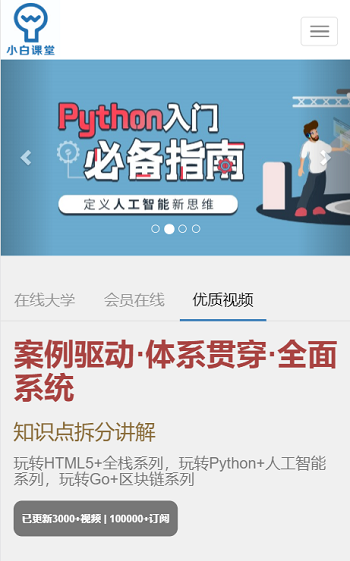 小白课堂
Python入门
必备指南
定义人工智能新思维
在线大学 会员在线 优质视频
案例驱动·体系贯穿·全面
系统
知识点拆分讲解
玩转HTML5+全栈系列，玩转Python+人工智能
系列，玩转Go+区块链系列
已更新3000+视频 | 100000+订阅